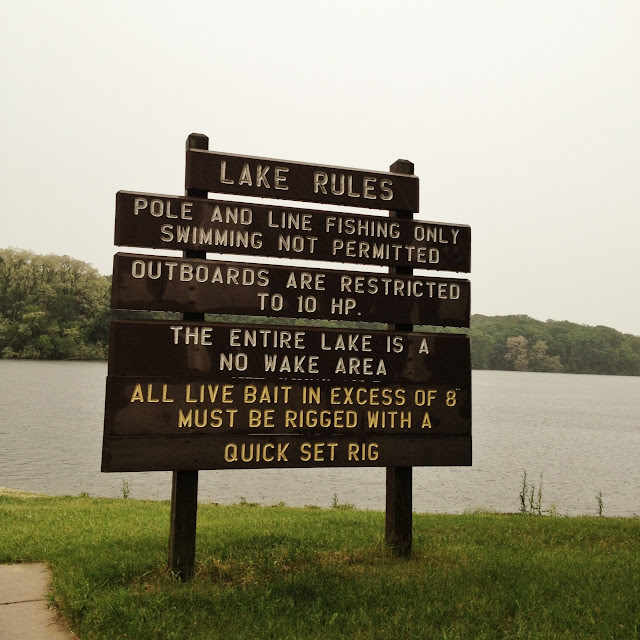 LAKE RULES
POLE AND LINE FISHING ONLY
SWIMMING NOT PERMITTED
OUTBOARDS ARE RESTRICTED
TO 10 HP.
THE ENTIRE LAKE IS A
NO WAKE AREA
ALL LIVE BAIT IN EXCESS OF 8"
MUST BE RIGGED WITH A
QUICK SET RIG